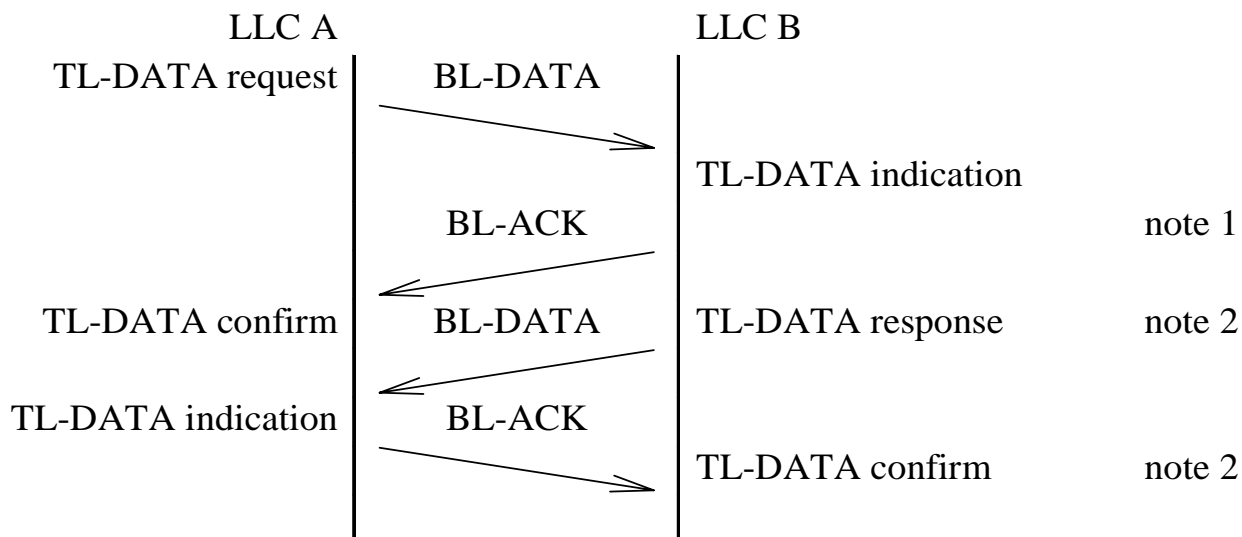 LLC A LLC B
TL-DATA request BL-DATA
TL-DATA indication
BL-ACK note 1
TL-DATA confirm BL-DATA TL-DATA response note 2
TL-DATA indication BL-ACK
TL-DATA confirm note 2